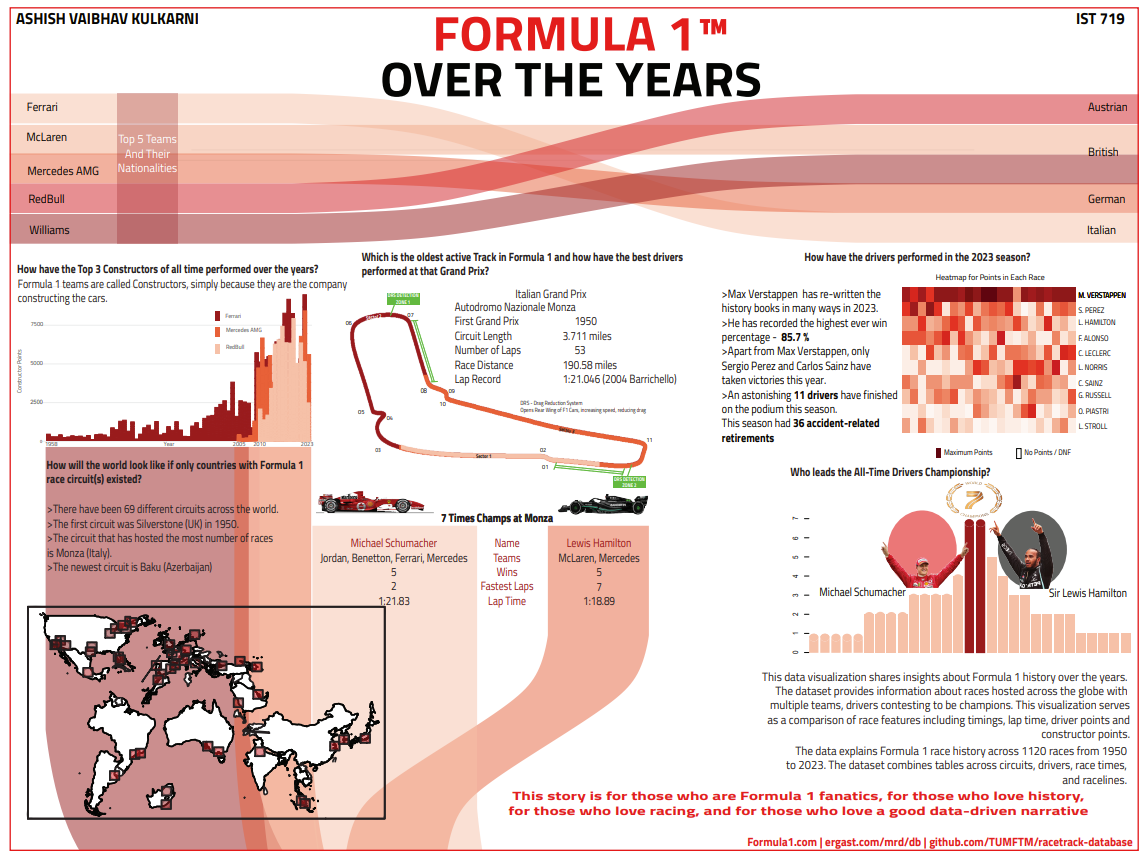 ASHISH VAIBHAV KULKARNI
IST 719
FORMULA 1™
OVER THE YEARS
Ferrari
McLaren
Mercedes AMG
RedBull
Williams
Top 5 Teams
And Their
Nationalities
Austrian
British
German
Italian
How have the Top 3 Constructors of all time performed over the years?
Formula 1 teams are called Constructors, simply because they are the company
constructing the cars.
Ferrari
Mercedes AMG
RedBull
Constructor Points
7500
5000
2500
0
1958
Year
2005
2010
2023
How will the world look like if only countries with Formula 1
race circuit(s) existed?
>There have been 69 different circuits across the world.
>The first circuit was Silverstone (UK) in 1950.
>The circuit that has hosted the most number of races
is Monza (Italy).
>The newest circuit is Baku (Azerbaijan)
Which is the oldest active Track in Formula 1 and how have the best drivers
performed at that Grand Prix?
Italian Grand Prix
Autodromo Nazionale Monza
First Grand Prix 1950
Circuit Length 3.711 miles
Number of Laps 53
Race Distance 190.58 miles
Lap Record 1:21.046 (2004 Barrichello)
DRS DETECTION
ZONE 1
06
07
08
09
10
05
04
03
02
01
11
Sector 1
DRS - Drag Reduction System
Opens Rear Wing of F1 Cars, increasing speed, reducing drag
DRS DETECTION
ZONE 2
7 Times Champs at Monza
Michael Schumacher Name Lewis Hamilton
Jordan, Benetton, Ferrari, Mercedes Teams McLaren, Mercedes
5 Wins 5
2 Fastest Laps 7
1:21.83 Lap Time 1:18.89
How have the drivers performed in the 2023 season?
>Max Verstappen has re-written the
history books in many ways in 2023.
>He has recorded the highest ever win
percentage - 85.7 %
>Apart from Max Verstappen, only
Sergio Perez and Carlos Sainz have
taken victories this year.
>An astonishing 11 drivers have finished
on the podium this season.
This season had 36 accident-related
retirements
Heatmap for Points in Each Race
M. VERSTAPPEN
S. PEREZ
L. HAMILTON
F. ALONSO
C. LECLERC
L. NORRIS
C. SAINZ
G. RUSSELL
O. PIASTRI
L. STROLL
Maximum Points
No Points / DNF
Who leads the All-Time Drivers Championship?
7
7
6
5
4
3
2
1
0
Michael Schumacher
Sir Lewis Hamilton
This data visualization shares insights about Formula 1 history over the years.
The dataset provides information about races hosted across the globe with
multiple teams, drivers contesting to be champions. This visualization serves
as a comparison of race features including timings, lap time, driver points and
constructor points.
The data explains Formula 1 race history across 1120 races from 1950
to 2023. The dataset combines tables across circuits, drivers, race times,
and racelines.
This story is for those who are Formula 1 fanatics, for those who love history,
for those who love racing, and for those who love a good data-driven narrative
Formula1.com | ergast.com/mrd/db | github.com/TUMFTM/racetrack-database